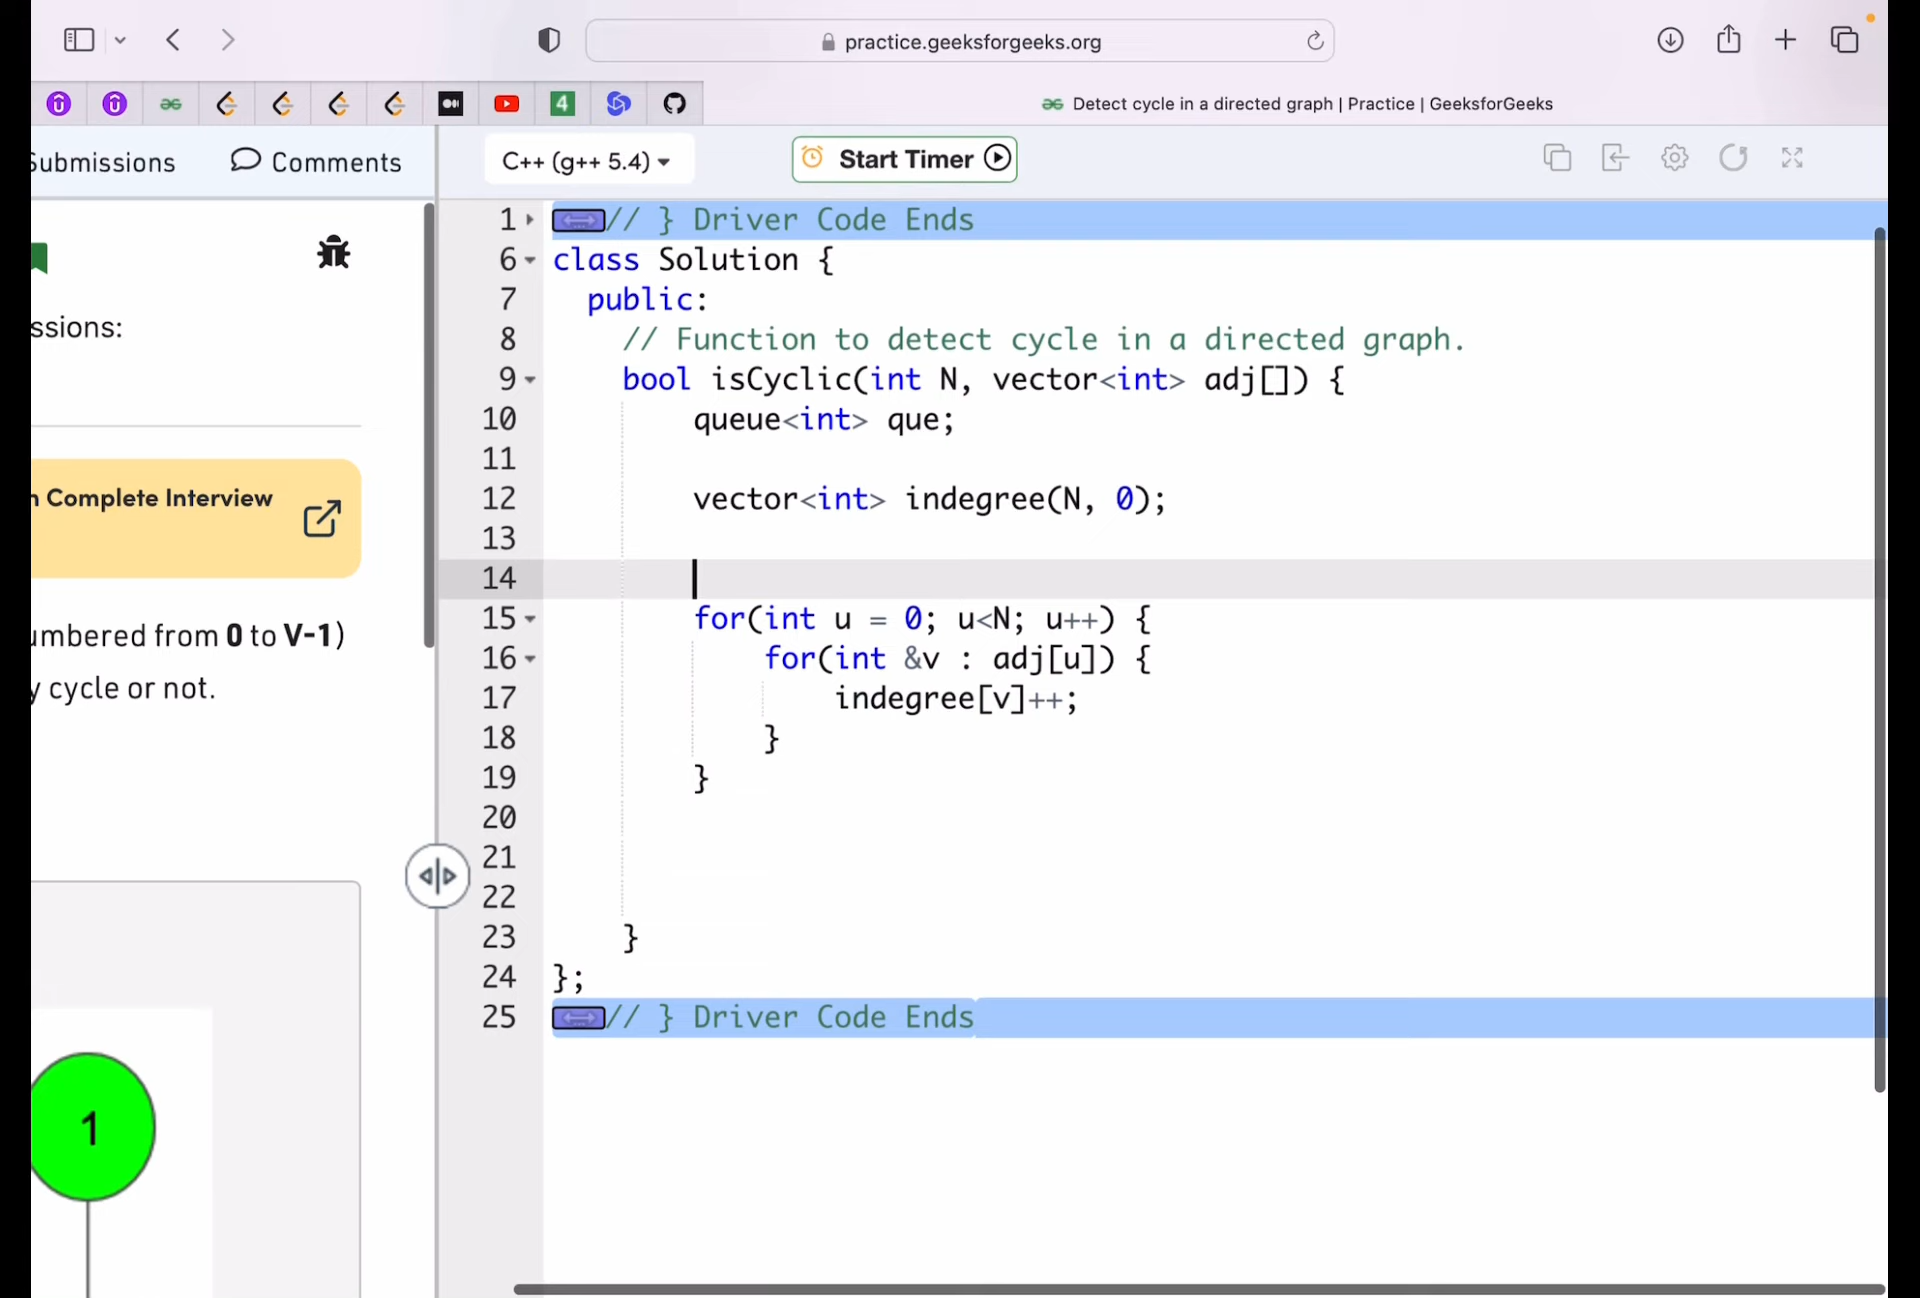 practice.geeksforgeeks.org
4
Detect cycle in a directed graph | Practice | GeeksforGeeks
Submissions
Comments
C++ (g++ 5.4)
Start Timer
ssions:
n Complete Interview
umbered from 0 to V-1)
y cycle or not.
1
1 // } Driver Code Ends
6 class Solution {
7 public:
8 // Function to detect cycle in a directed graph.
9 bool isCyclic(int N, vector<int> adj[]) {
10 queue<int> que;
11
12 vector<int> indegree(N, 0);
13
14
15 for(int u = 0; u<N; u++) {
16 for(int &v : adj[u]) {
17 indegree[v]++;
18 }
19 }
20
21
22
23 }
24 };
25 // } Driver Code Ends